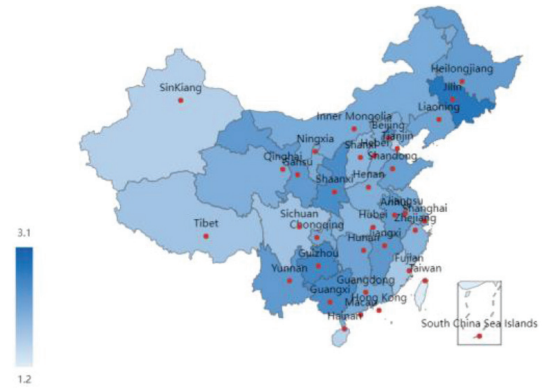 Heilongjiang
Jilin
SinKiang
Liaoning
Inner Mongolia
Beijing
Tianjin
Ningxia
Shanxi
Hebei
Qinghai
Gansu
Shandong
Shaanxi
Henan
Anhui
Jiangsu
Shanghai
Sichuan
Hubei
Zhejiang
Tibet
Chongqing
Hunan
Jiangxi
3.1
Guizhou
Fujian
Yunnan
Taiwan
Guangdong
Guangxi
Hong Kong
Macau
Hainan
South China Sea Islands
1.2